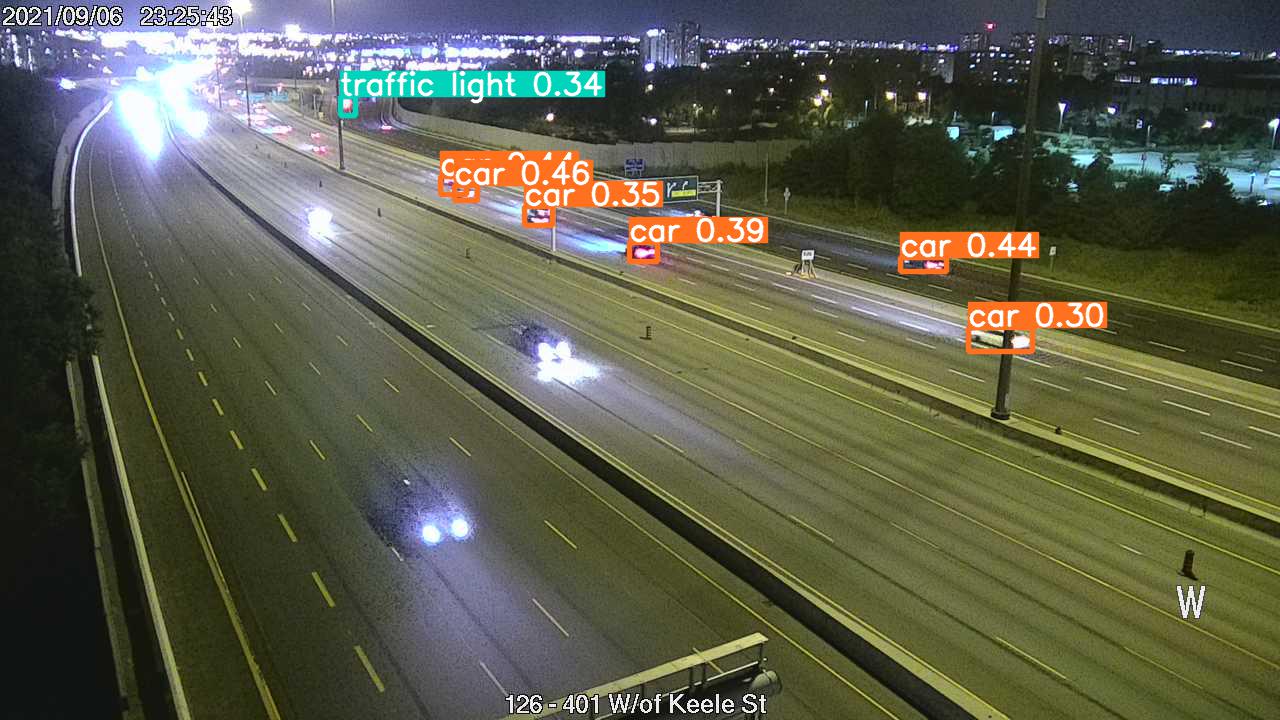 2021/09/06 23:25:43
traffic light 0.34
car 0.46
car 0.35
car 0.39
car 0.44
car 0.30
W
126 - 401 W/of Keele St